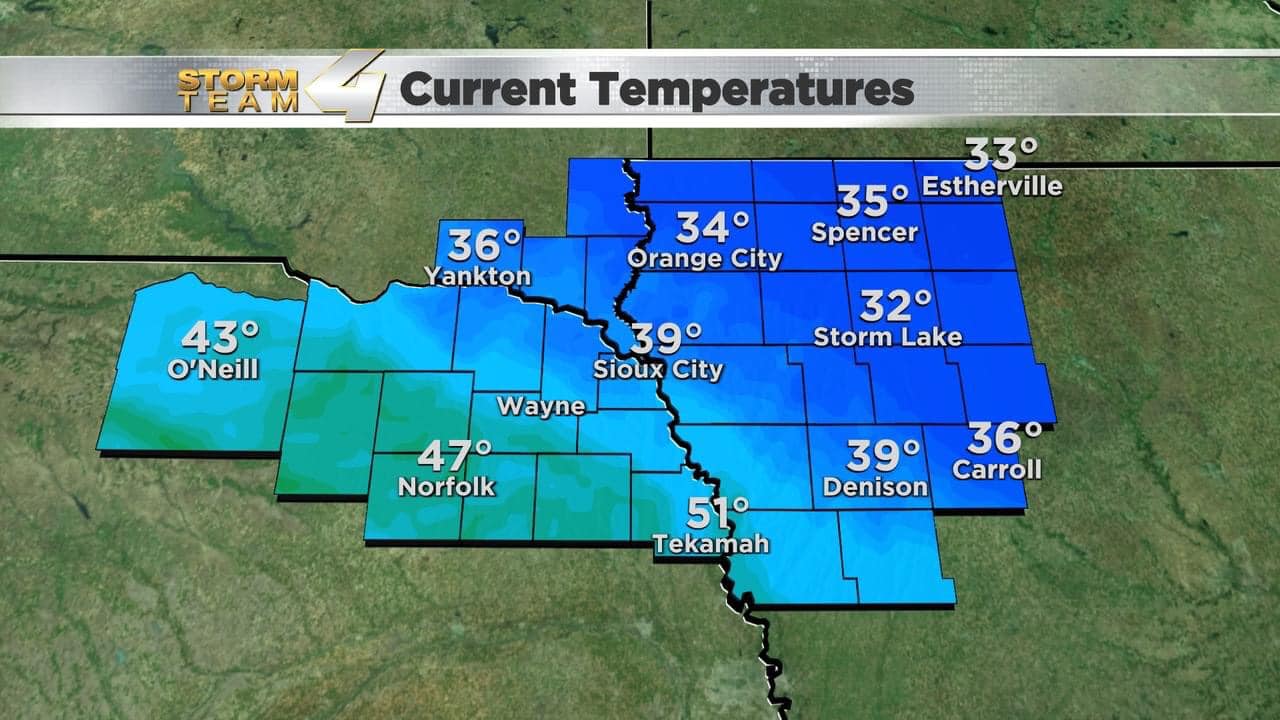 STORM
TEAM
4
Current Temperatures
33°
Estherville
35°
Spencer
34°
Orange City
36°
Yankton
32°
Storm Lake
43°
O'Neill
39°
Sioux City
Wayne
47°
Norfolk
39°
Denison
36°
Carroll
51°
Tekamah